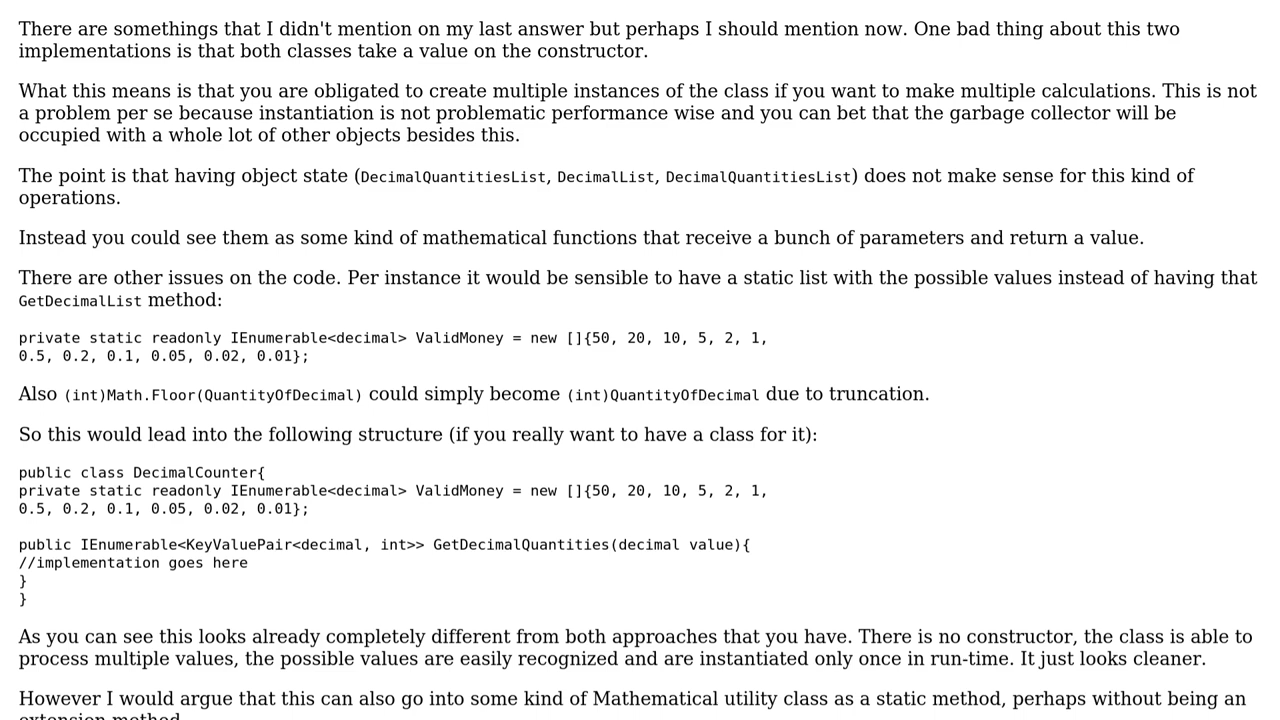 There are somethings that I didn't mention on my last answer but perhaps I should mention now. One bad thing about this two
implementations is that both classes take a value on the constructor.
What this means is that you are obligated to create multiple instances of the class if you want to make multiple calculations. This is not
a problem per se because instantiation is not problematic performance wise and you can bet that the garbage collector will be
occupied with a whole lot of other objects besides this.
The point is that having object state (DecimalQuantitiesList, DecimalList, DecimalQuantitiesList) does not make sense for this kind of
operations.
Instead you could see them as some kind of mathematical functions that receive a bunch of parameters and return a value.
There are other issues on the code. Per instance it would be sensible to have a static list with the possible values instead of having that
GetDecimalList method:
private static readonly IEnumerable<decimal> ValidMoney = new []{50, 20, 10, 5, 2, 1,
0.5, 0.2, 0.1, 0.05, 0.02, 0.01};
Also (int)Math.Floor(QuantityOfDecimal) could simply become (int)QuantityOfDecimal due to truncation.
So this would lead into the following structure (if you really want to have a class for it):
public class DecimalCounter{
private static readonly IEnumerable<decimal> ValidMoney = new []{50, 20, 10, 5, 2, 1,
0.5, 0.2, 0.1, 0.05, 0.02, 0.01};
public IEnumerable<KeyValuePair<decimal, int>> GetDecimalQuantities(decimal value){
//implementation goes here
}
}
As you can see this looks already completely different from both approaches that you have. There is no constructor, the class is able to
process multiple values, the possible values are easily recognized and are instantiated only once in run-time. It just looks cleaner.
However I would argue that this can also go into some kind of Mathematical utility class as a static method, perhaps without being an
extension method.